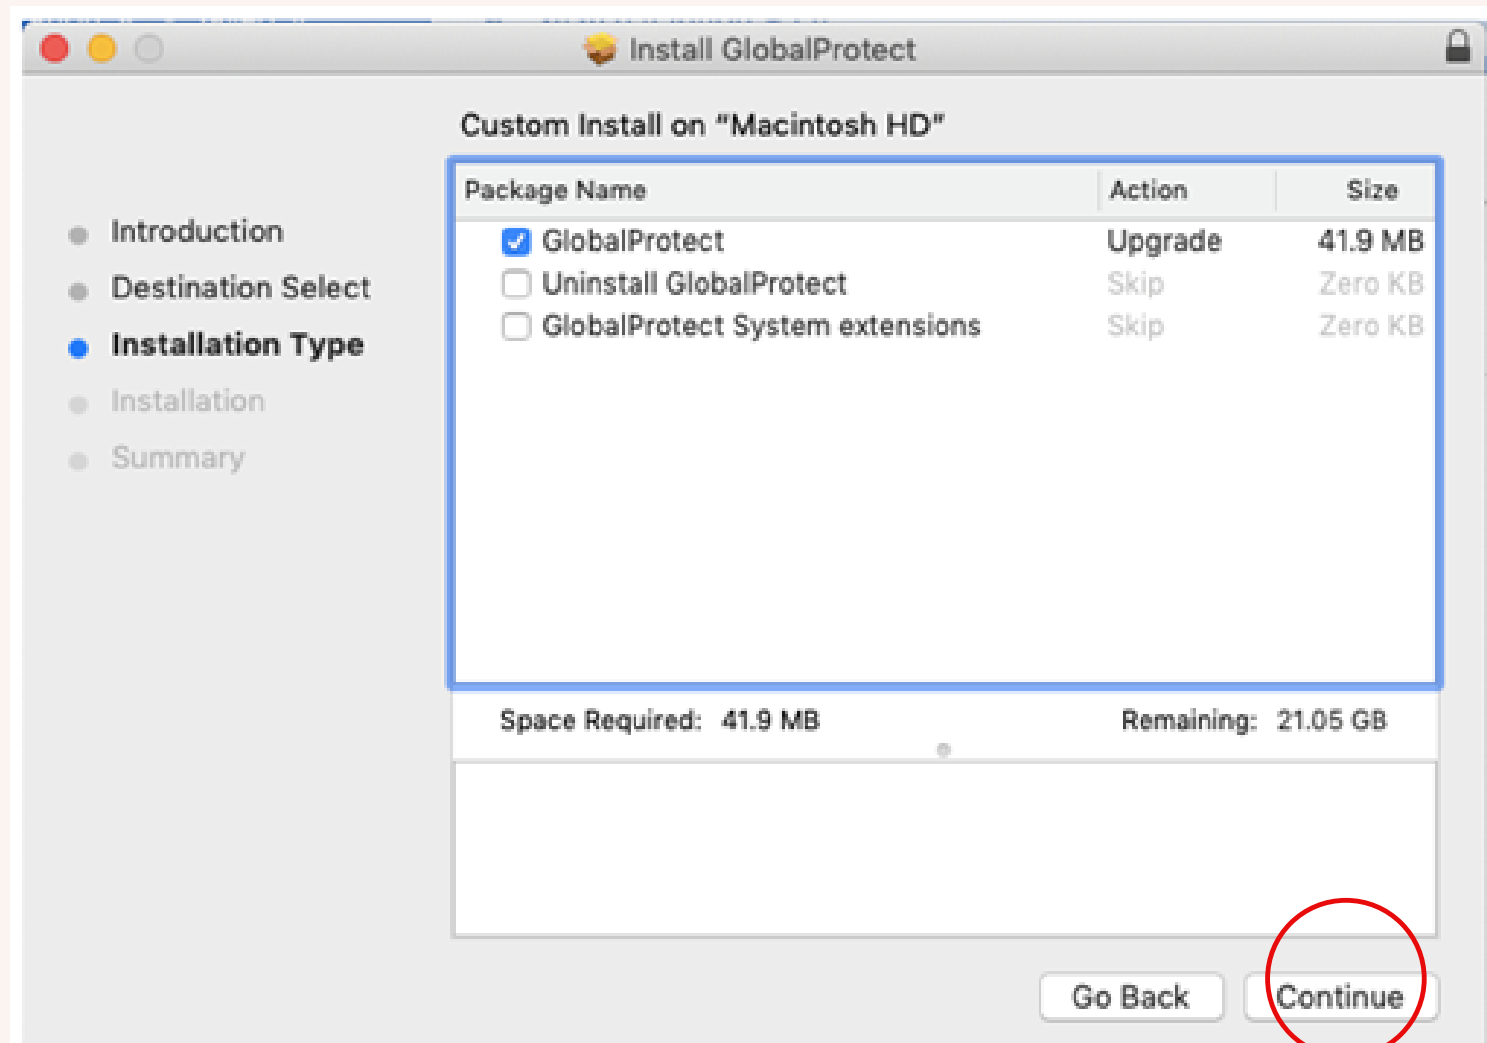 Install GlobalProtect
Custom Install on “Macintosh HD”
Introduction
Destination Select
Installation Type
Installation
Summary
Package Name Action Size
GlobalProtect Upgrade 41.9 MB
Uninstall GlobalProtect Skip Zero KB
GlobalProtect System extensions Skip Zero KB
Space Required: 41.9 MB Remaining: 21.05 GB
Go Back Continue